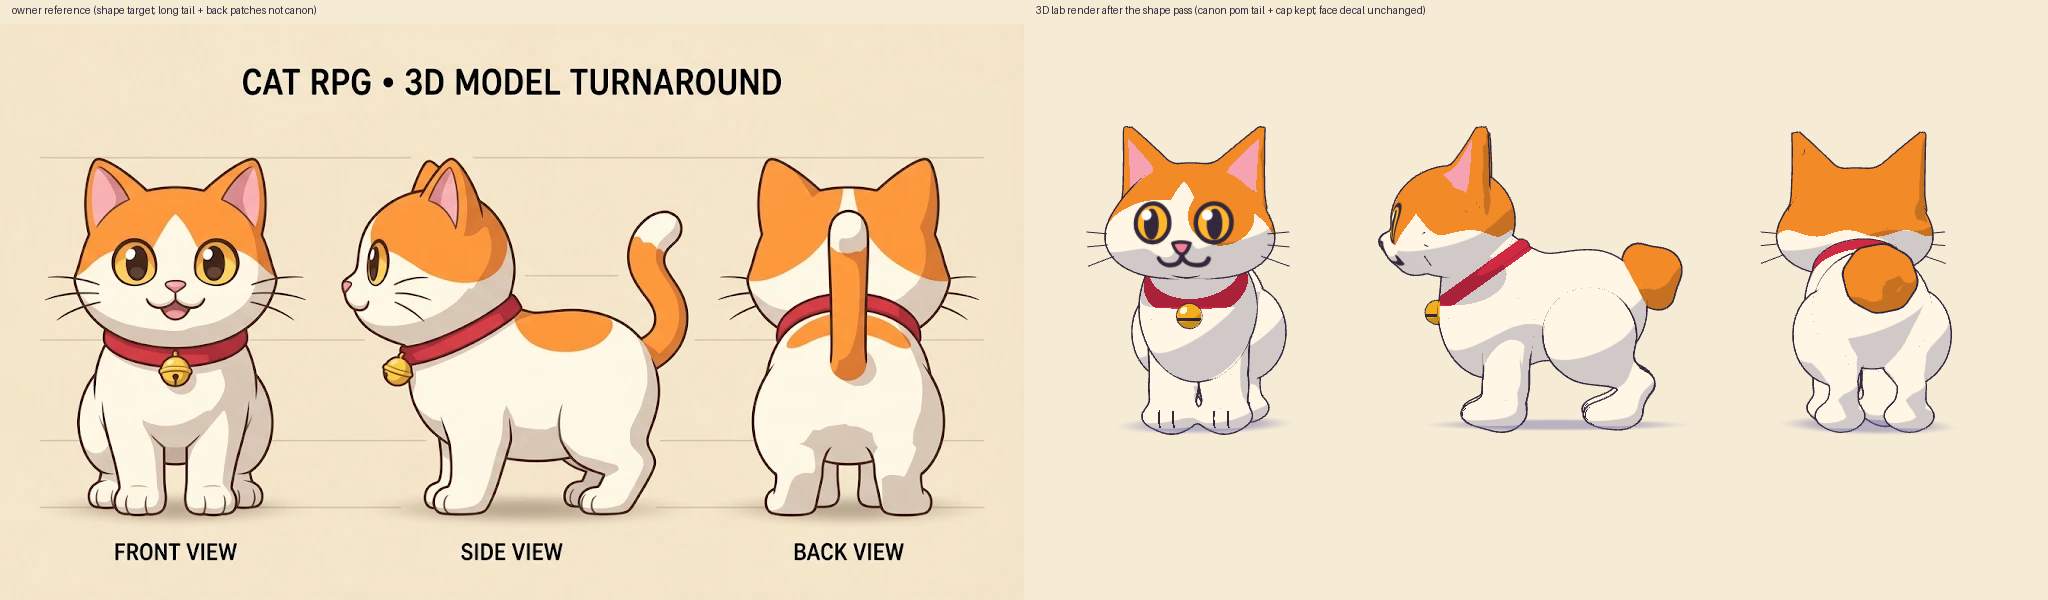 owner reference (shape target; long tail + back patches not canon)
3D lab render after the shape pass (canon pom tail + cap kept; face decal unchanged)
CAT RPG • 3D MODEL TURNAROUND
FRONT VIEW
SIDE VIEW
BACK VIEW